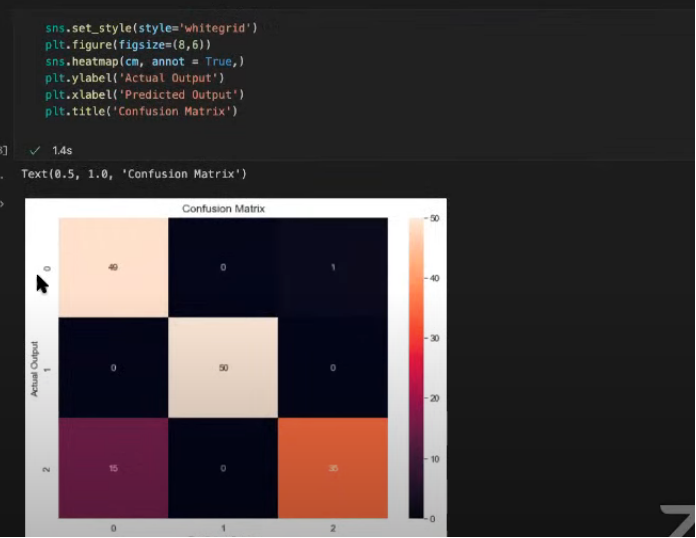 sns.set_style(style='whitegrid')
plt.figure(figsize=(8,6))
sns.heatmap(cm, annot = True,)
plt.ylabel('Actual Output')
plt.xlabel('Predicted Output')
plt.title('Confusion Matrix')
1.4s
Text(0.5, 1.0, 'Confusion Matrix')
Confusion Matrix
50
0
49
0
1
40
30
Actual Output
1
0
50
0
20
2
15
0
35
10
0
0
1
2